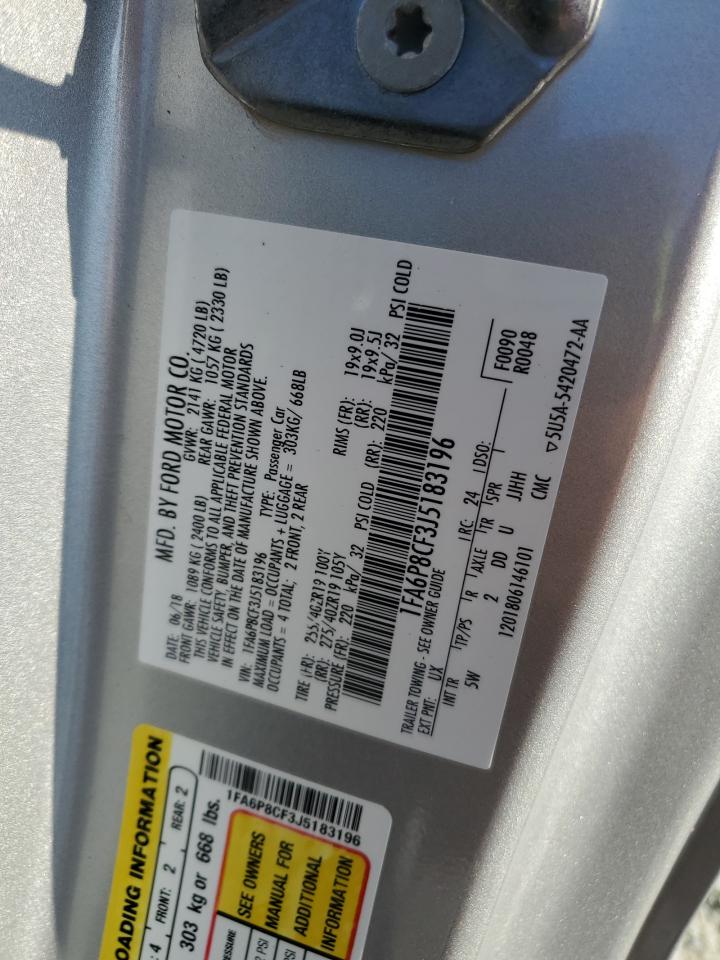 MFD. BY FORD MOTOR CO.
DATE: 06/18 GVWR: 2141 KG ( 4720 LB)
FRONT GAWR: 1089 KG (2400 LB) REAR GAWR: 1057 KG ( 2330 LB)
THIS VEHICLE CONFORMS TO ALL APPLICABLE FEDERAL MOTOR
VEHICLE SAFETY, BUMPER, AND THEFT PREVENTION STANDARDS
IN EFFECT ON THE DATE OF MANUFACTURE SHOWN ABOVE.
VIN: 1FA6P8CF3J5183196 TYPE: Passenger Car
MAXIMUM LOAD = OCCUPANTS + LUGGAGE = 303KG/ 668LB
OCCUPANTS = 4 TOTAL; 2 FRONT, 2 REAR
TIRE (FR): 255/40ZR19 100Y RIMS (FR): 19x9.0J
(RR): 275/40ZR19 105Y (RR): 19x9.5J
PRESSURE (FR): 220 kPa/ 32 PSI COLD (RR): 220 kPa/ 32 PSI COLD
1FA6P8CF3J5183196
TRAILER TOWING - SEE OWNER GUIDE
EXT PNT: UX RC: 24 DSO: F0090
R0048
INT TR TP/PS R AXLE TR SPR
5W 2 DD U JJHH
1201806146101 CMC ▽5U5A-5420472-AA
OADING INFORMATION
: 4 FRONT: 2 REAR: 2
303 kg or 668 lbs.
1FA6P8CF3J5183196
SEE OWNERS
MANUAL FOR
ADDITIONAL
INFORMATION
PSI
PSI